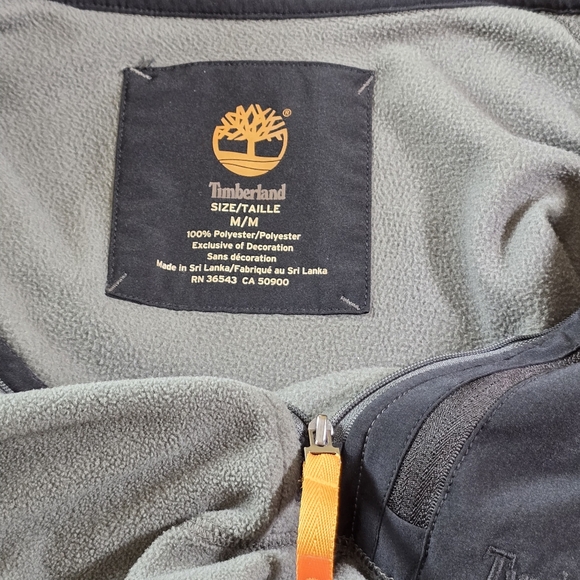 ®
Timberland
SIZE/TAILLE
M/M
100% Polyester/Polyester
Exclusive of Decoration
Sans décoration
Made in Sri Lanka/Fabriqué au Sri Lanka
RN 36543 CA 50900